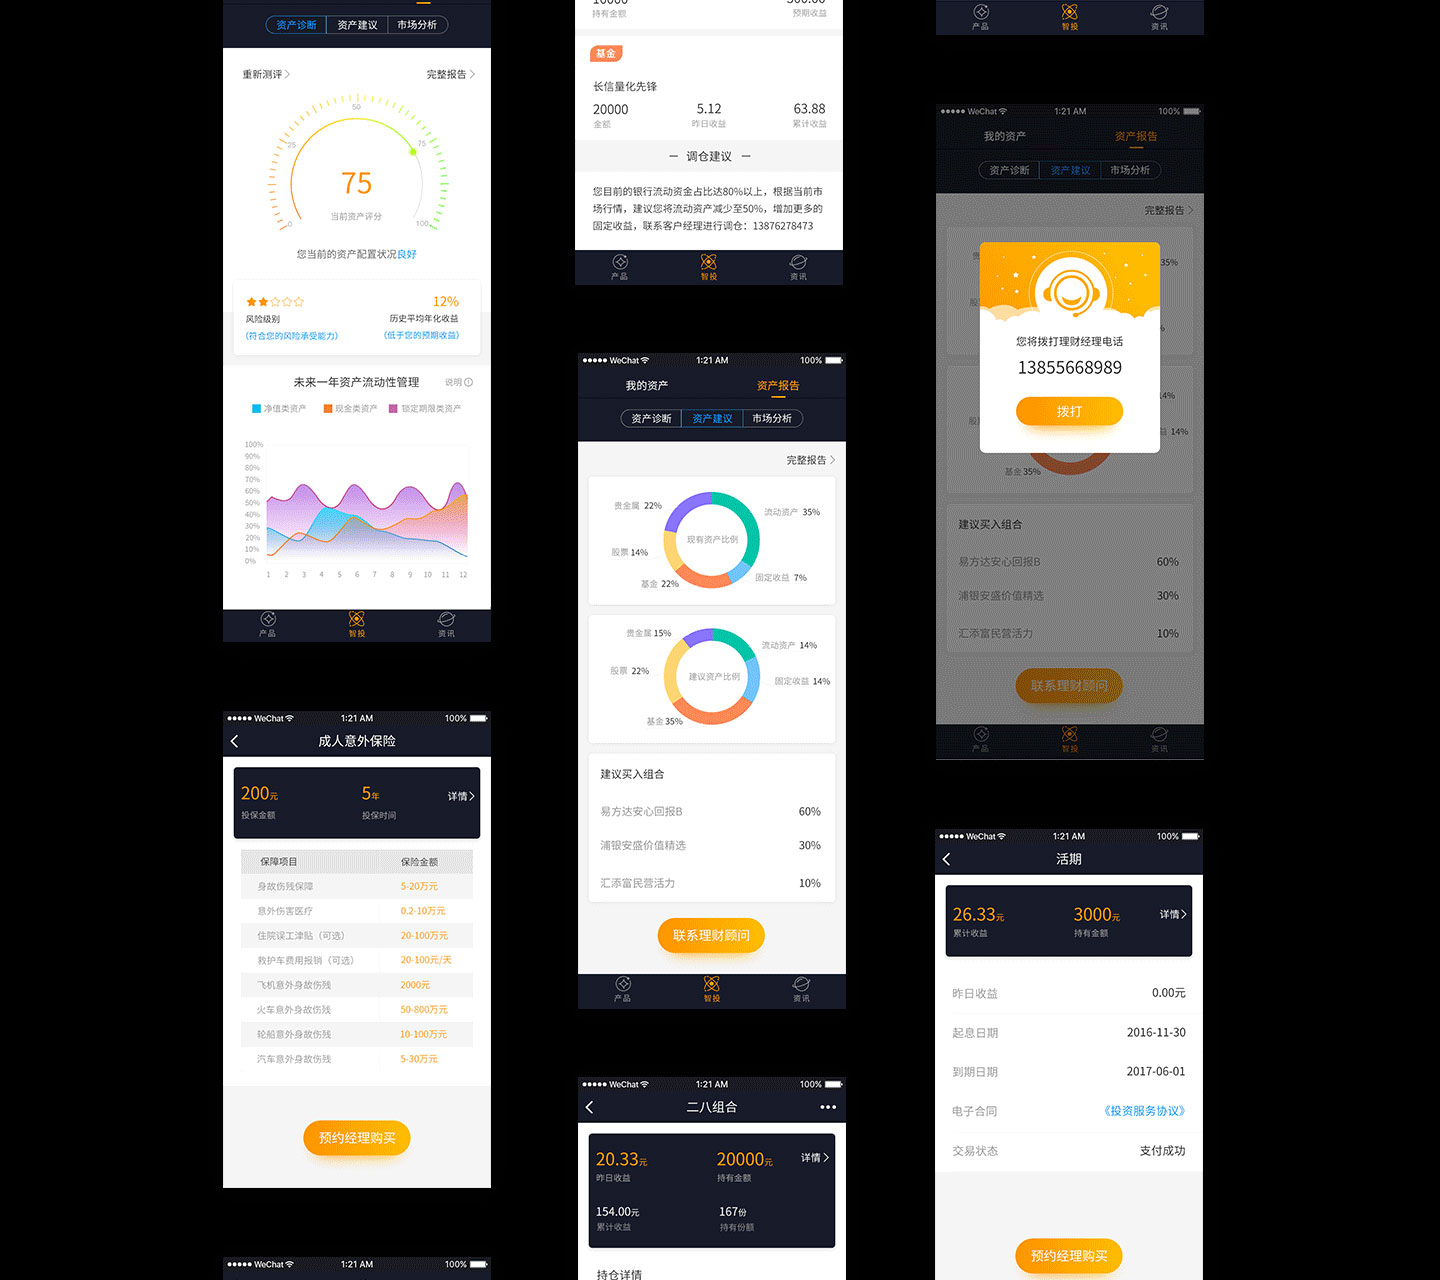 资产诊断 资产建议 市场分析
重新测评 完整报告
50
25 75
75
当前资产评分
0 100
您当前的资产配置状况良好
12%
风险级别 历史平均年化收益
(符合您的风险承受能力) (低于您的预期收益)
未来一年资产流动性管理 说明
净值类资产 现金类资产 锁定期限类资产
100%
90%
80%
70%
60%
50%
40%
30%
20%
10%
0%
1 2 3 4 5 6 7 8 9 10 11 12
产品 智投 资讯
WeChat 1:21 AM 100%
成人意外保险
200元 5年 详情
投保金额 投保时间
保障项目 保险金额
身故伤残保障 5-20万元
意外伤害医疗 0.2-10万元
住院误工津贴（可选） 20-100万元
救护车费用报销（可选） 20-100元/天
飞机意外身故伤残 2000元
火车意外身故伤残 50-800万元
轮船意外身故伤残 10-100万元
汽车意外身故伤残 5-30万元
预约经理购买
WeChat 1:21 AM 100%
持有金额 预期收益
基金
长信量化先锋
20000 5.12 63.88
金额 昨日收益 累计收益
— 调仓建议 —
您目前的银行流动资金占比达80%以上，根据当前市
场行情，建议您将流动资产减少至50%，增加更多的
固定收益，联系客户经理进行调仓：13876278473
产品 智投 资讯
WeChat 1:21 AM 100%
我的资产 资产报告
资产诊断 资产建议 市场分析
完整报告
贵金属 22% 流动资产 35%
现有资产比例
股票 14%
基金 22% 固定收益 7%
贵金属 15% 流动资产 14%
股票 22% 建议资产比例 固定收益 14%
基金 35%
建议买入组合
易方达安心回报B 60%
浦银安盛价值精选 30%
汇添富民营活力 10%
联系理财顾问
产品 智投 资讯
WeChat 1:21 AM 100%
二八组合
20.33元 20000元 详情
昨日收益 持有金额
154.00元 167份
累计收益 持有份额
持仓详情
产品 智投 资讯
WeChat 1:21 AM 100%
我的资产 资产报告
资产诊断 资产建议 市场分析
完整报告
贵 35%
股
您将拨打理财经理电话
13855668989
14%
拨打
股 益 14%
基金 35%
建议买入组合
易方达安心回报B 60%
浦银安盛价值精选 30%
汇添富民营活力 10%
联系理财顾问
产品 智投 资讯
WeChat 1:21 AM 100%
活期
26.33元 3000元 详情
累计收益 持有金额
昨日收益 0.00元
起息日期 2016-11-30
到期日期 2017-06-01
电子合同 《投资服务协议》
交易状态 支付成功
预约经理购买